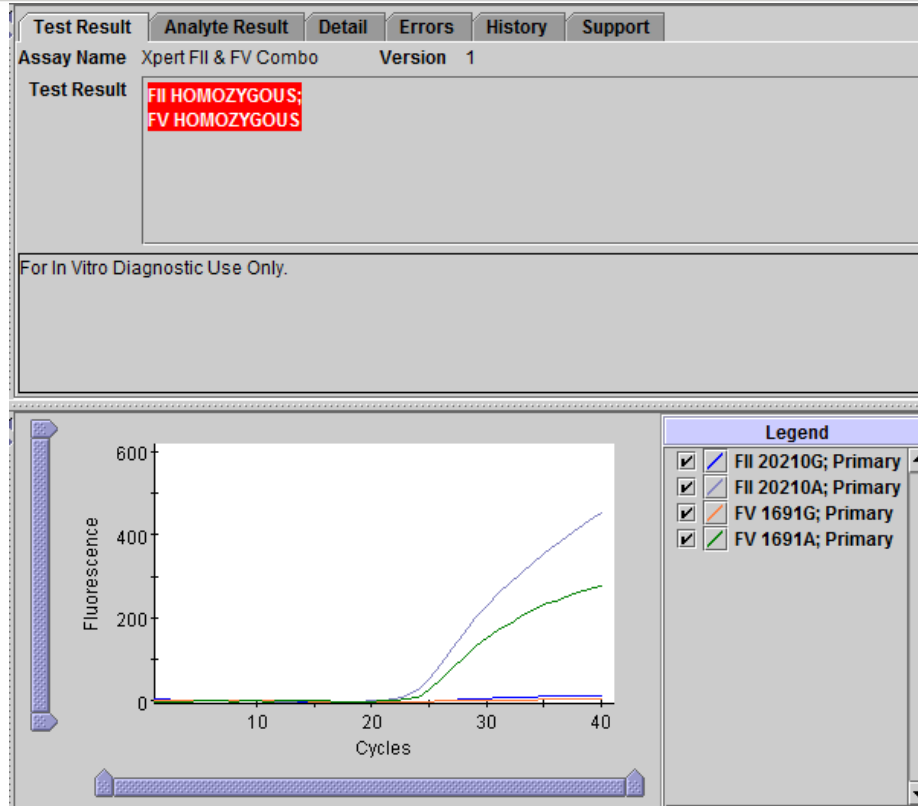 Test Result Analyte Result Detail Errors History Support
Assay Name Xpert FII & FV Combo Version 1
Test Result FII HOMOZYGOUS;
FV HOMOZYGOUS
For In Vitro Diagnostic Use Only.
600
400
200
0
Fluorescence
10 20 30 40
Cycles
Legend
FII 20210G; Primary
FII 20210A; Primary
FV 1691G; Primary
FV 1691A; Primary